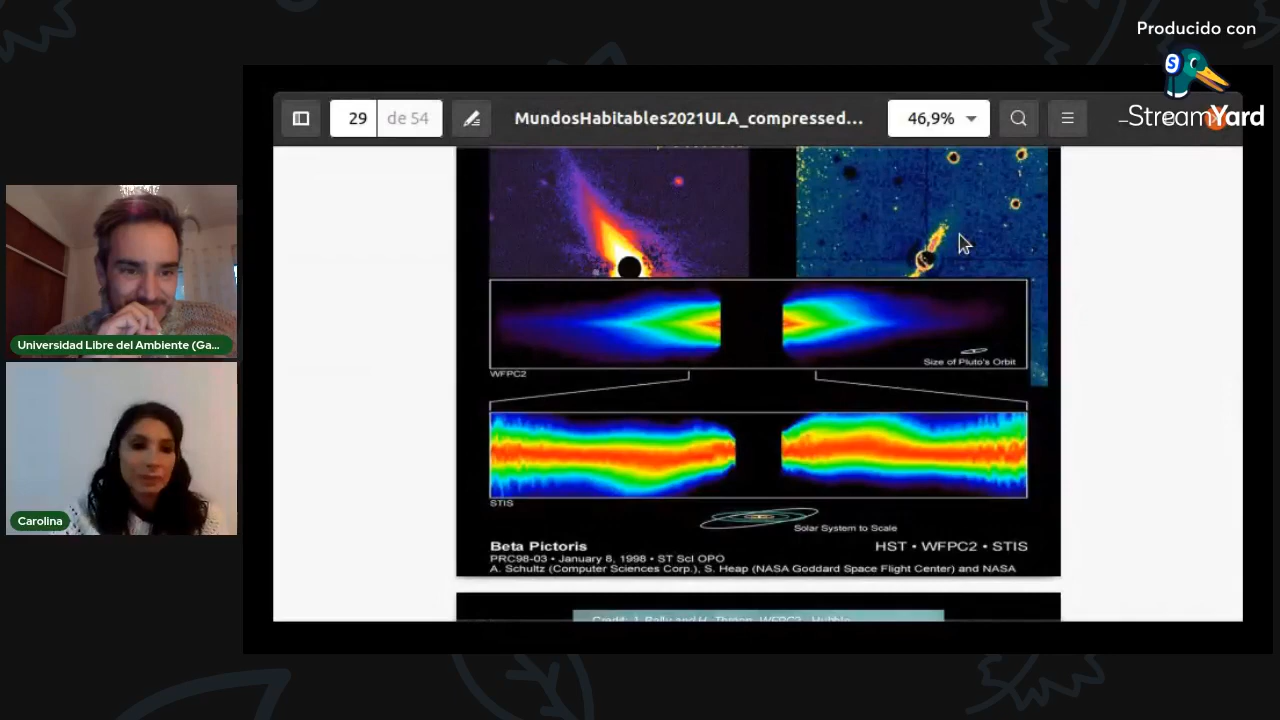 Producido con
StreamYard
29
de 54
MundosHabitables2021ULA_compressed...
46,9%
Size of Pluto's Orbit
WFPC2
STIS
Solar System to Scale
Beta Pictoris
HST • WFPC2 • STIS
PRC98-03 • January 8, 1998 • ST ScI OPO
A. Schultz (Computer Sciences Corp.), S. Heap (NASA Goddard Space Flight Center) and NASA
Universidad Libre del Ambiente (Ga...
Carolina